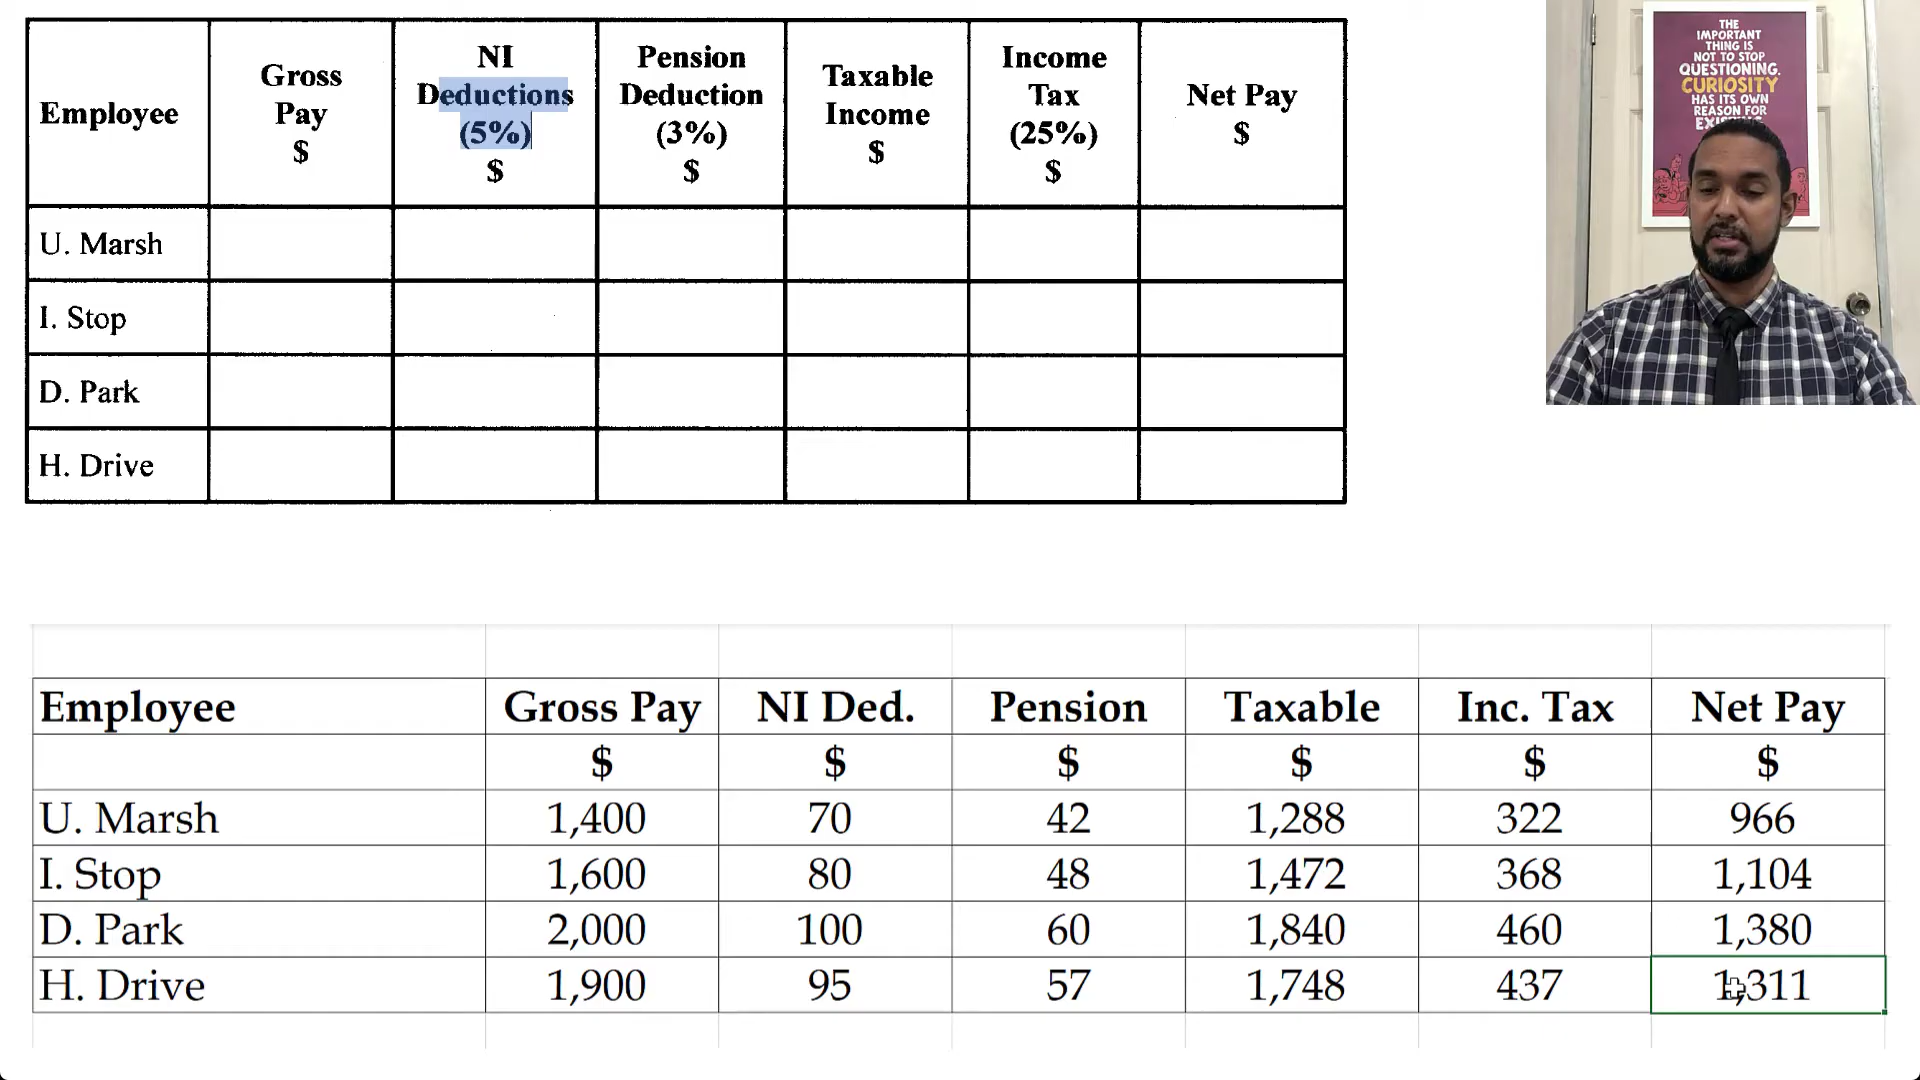 Employee
Gross
Pay
$
NI
Deductions
(5%)
$
Pension
Deduction
(3%)
$
Taxable
Income
$
Income
Tax
(25%)
$
Net Pay
$
U. Marsh
I. Stop
D. Park
H. Drive
THE
IMPORTANT
THING IS
NOT TO STOP
QUESTIONING.
CURIOSITY
HAS ITS OWN
REASON FOR
Employee Gross Pay NI Ded. Pension Taxable Inc. Tax Net Pay
$ $ $ $ $ $
U. Marsh 1,400 70 42 1,288 322 966
I. Stop 1,600 80 48 1,472 368 1,104
D. Park 2,000 100 60 1,840 460 1,380
H. Drive 1,900 95 57 1,748 437 1,311